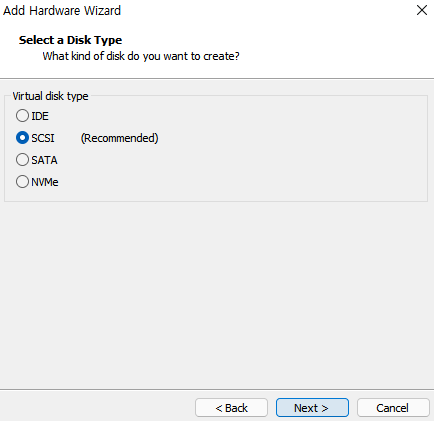 Add Hardware Wizard
Select a Disk Type
What kind of disk do you want to create?
Virtual disk type
IDE
SCSI (Recommended)
SATA
NVMe
< Back Next > Cancel